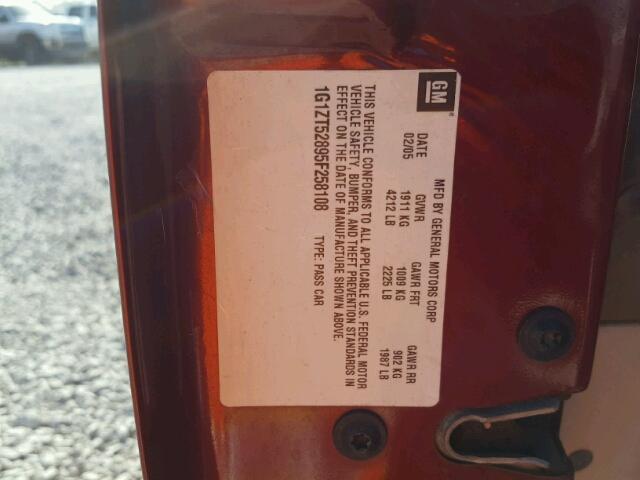 GM
MFD BY GENERAL MOTORS CORP
DATE GVWR GAWR FRT GAWR RR
02/05 1911 KG 1009 KG 902 KG
4212 LB 2225 LB 1987 LB
THIS VEHICLE CONFORMS TO ALL APPLICABLE U.S. FEDERAL MOTOR
VEHICLE SAFETY, BUMPER, AND THEFT PREVENTION STANDARDS IN
EFFECT ON THE DATE OF MANUFACTURE SHOWN ABOVE.
1G1ZT52895F258108 TYPE: PASS CAR